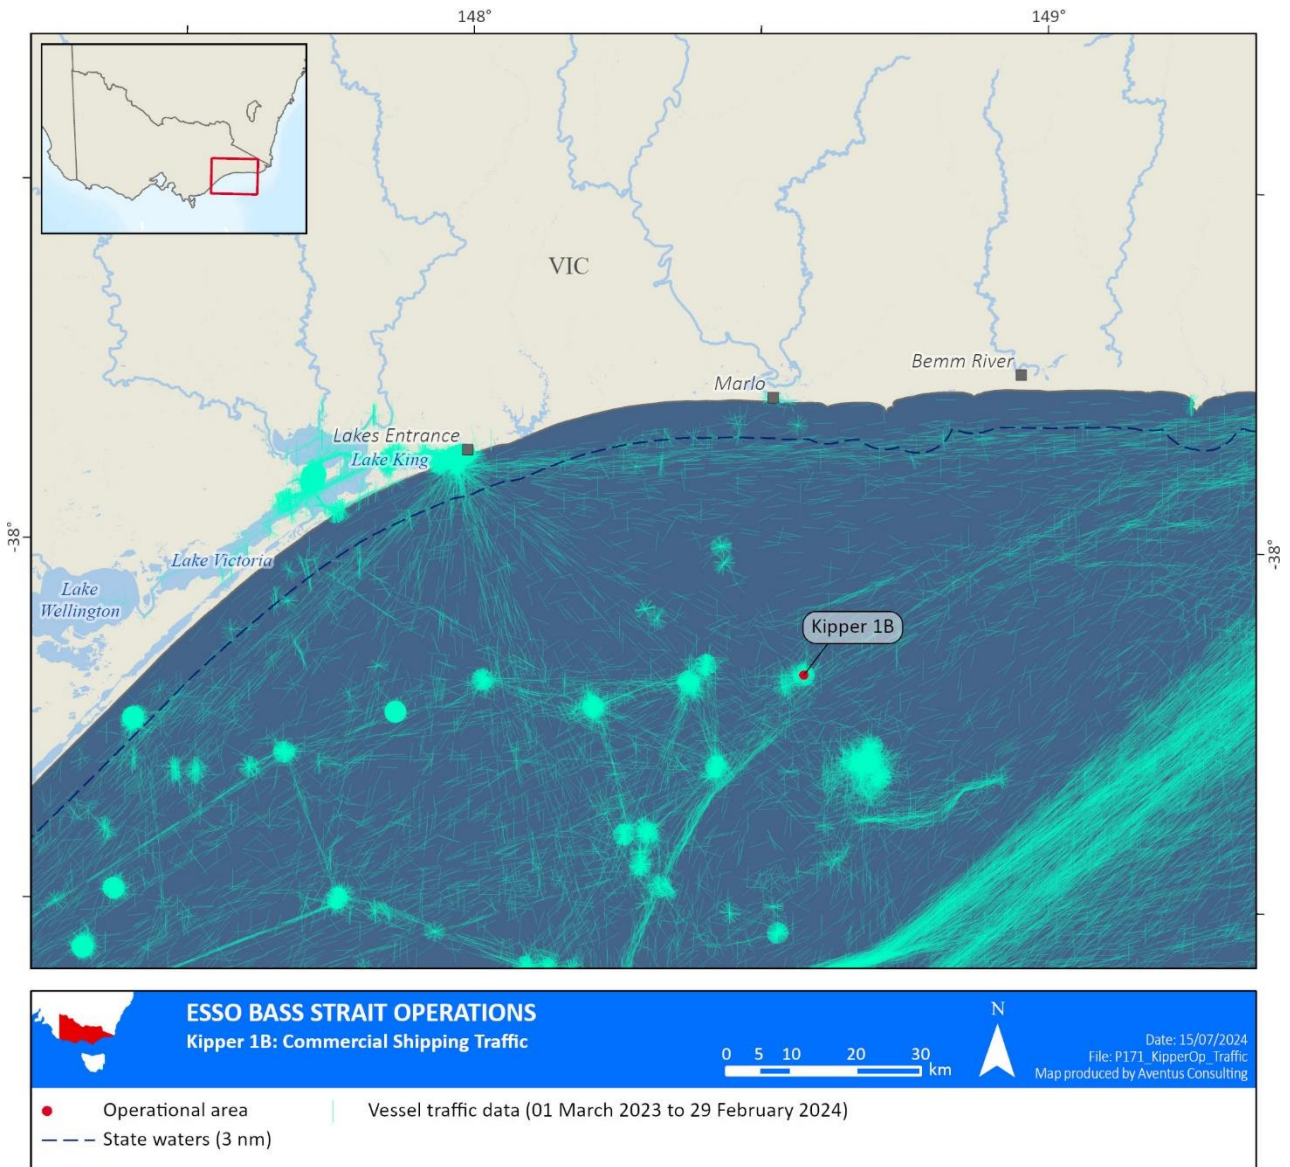 148°
149°
VIC
Bemm River
Marlo
Lakes Entrance
Lake King
-38°
-38°
Lake Victoria
Lake
Wellington
Kipper 1B
ESSO BASS STRAIT OPERATIONS
Kipper 1B: Commercial Shipping Traffic
0 5 10 20 30
km
N
Date: 15/07/2024
File: P171_KipperOp_Traffic
Map produced by Aventus Consulting
Operational area
Vessel traffic data (01 March 2023 to 29 February 2024)
State waters (3 nm)